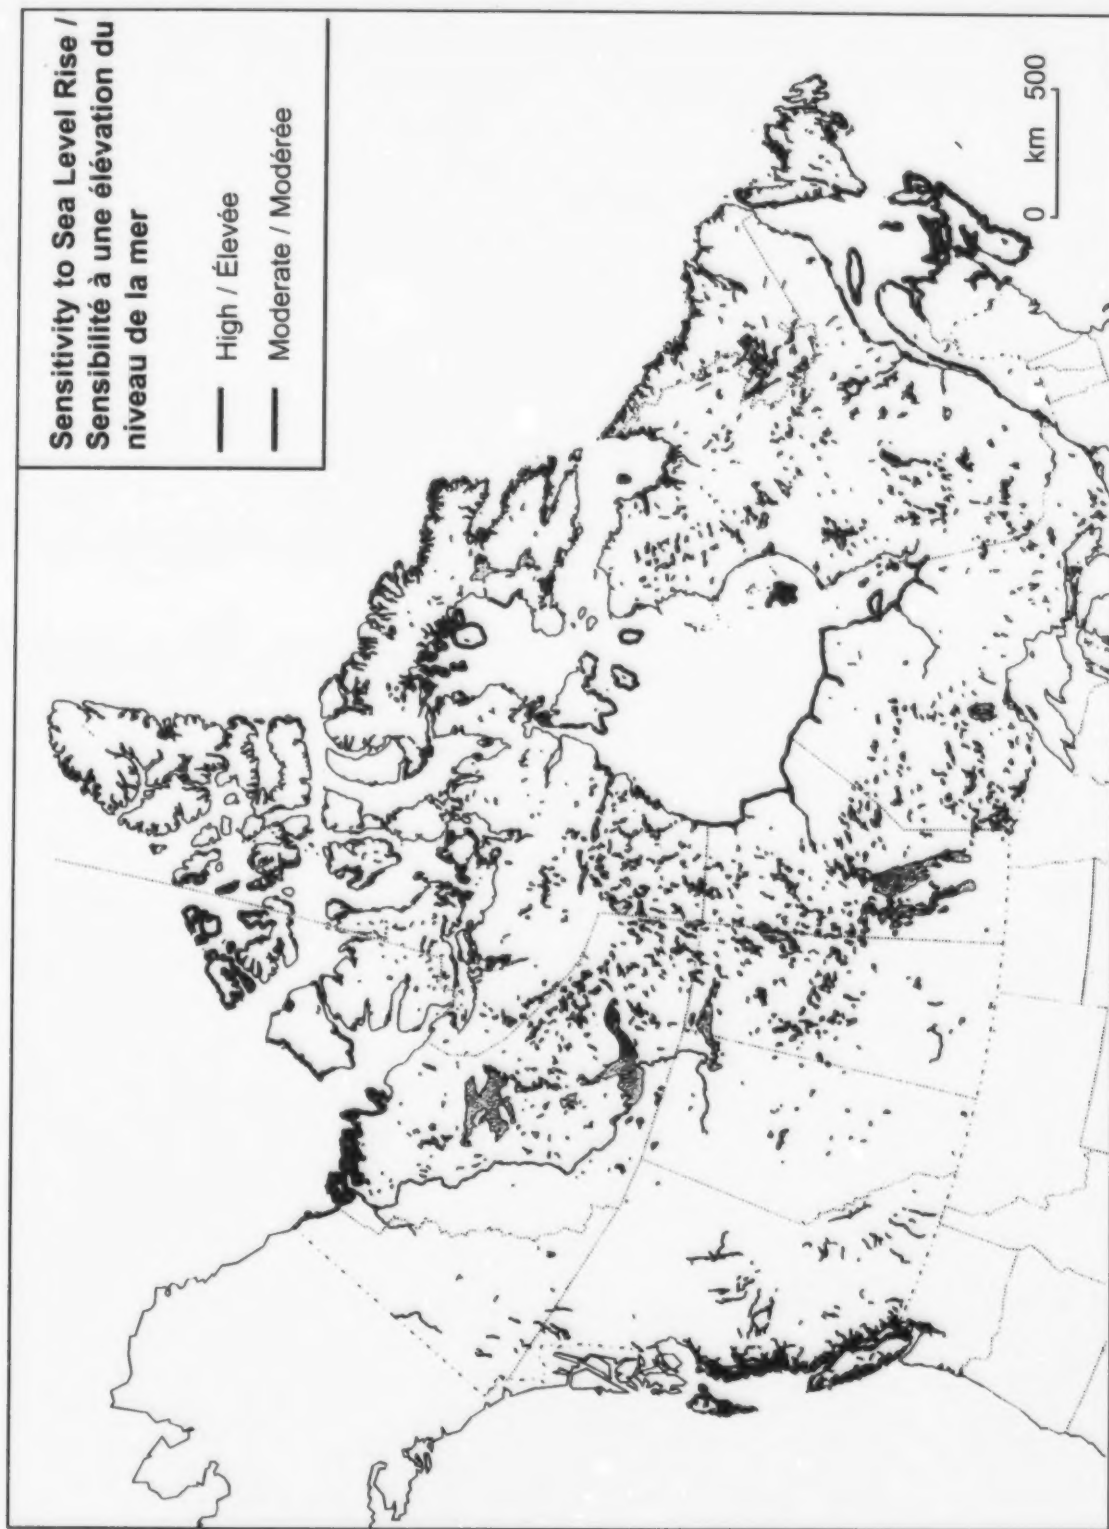 Sensitivity to Sea Level Rise /
Sensibilité à une élévation du
niveau de la mer
High / Élevée
Moderate / Modérée
0 km 500